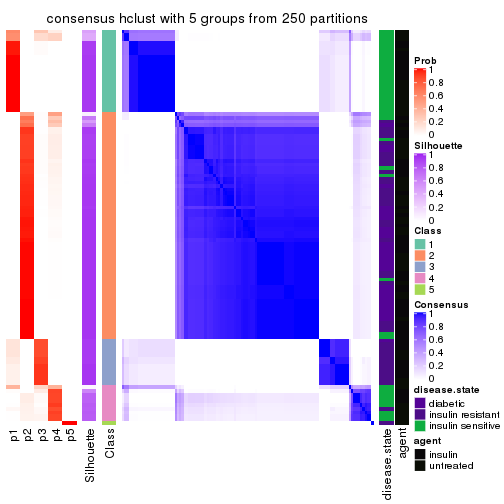 consensus hclust with 5 groups from 250 partitions
Prob
1
0.8
0.6
0.4
0.2
0
Silhouette
1
0.8
0.6
0.4
0.2
0
Class
1
2
3
4
5
Consensus
1
0.8
0.6
0.4
0.2
0
disease.state
diabetic
insulin resistant
insulin sensitive
agent
insulin
untreated
p1
p2
p3
p4
p5
Silhouette
Class
disease.state
agent